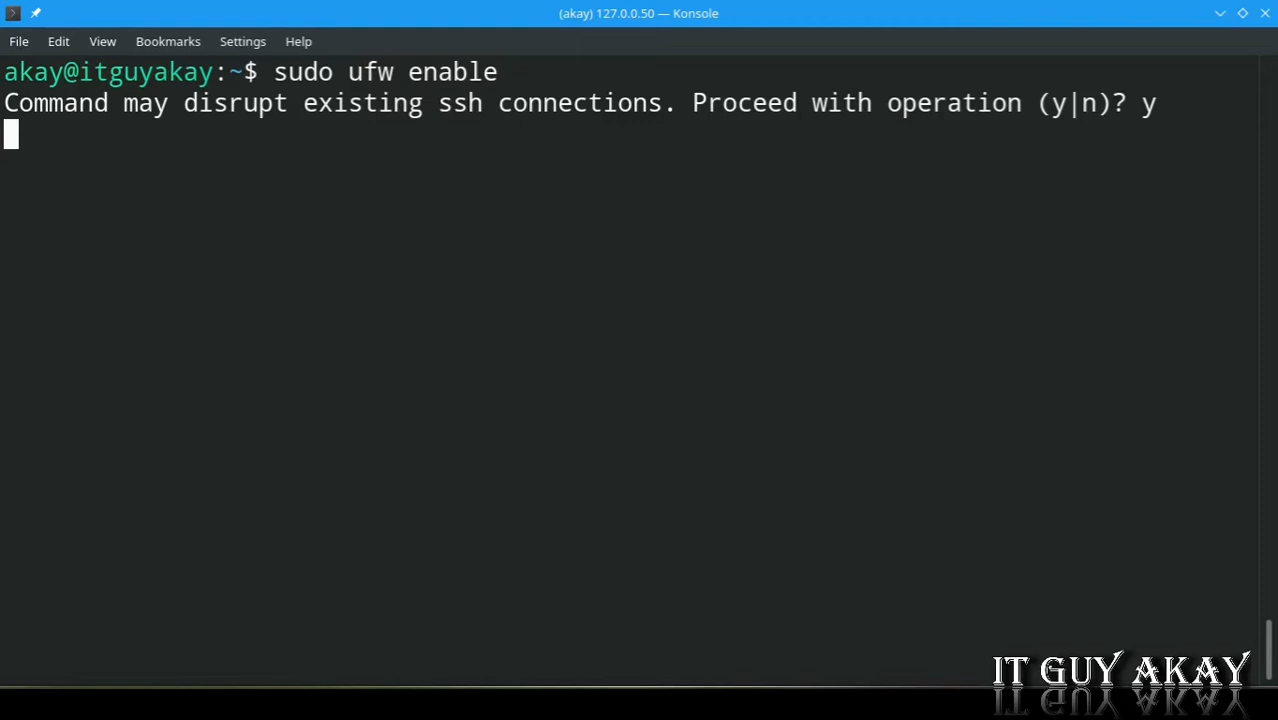 (akay) 127.0.0.50 — Konsole
File Edit View Bookmarks Settings Help
akay@itguyakay:~$ sudo ufw enable
Command may disrupt existing ssh connections. Proceed with operation (y|n)? y
IT GUY AKAY